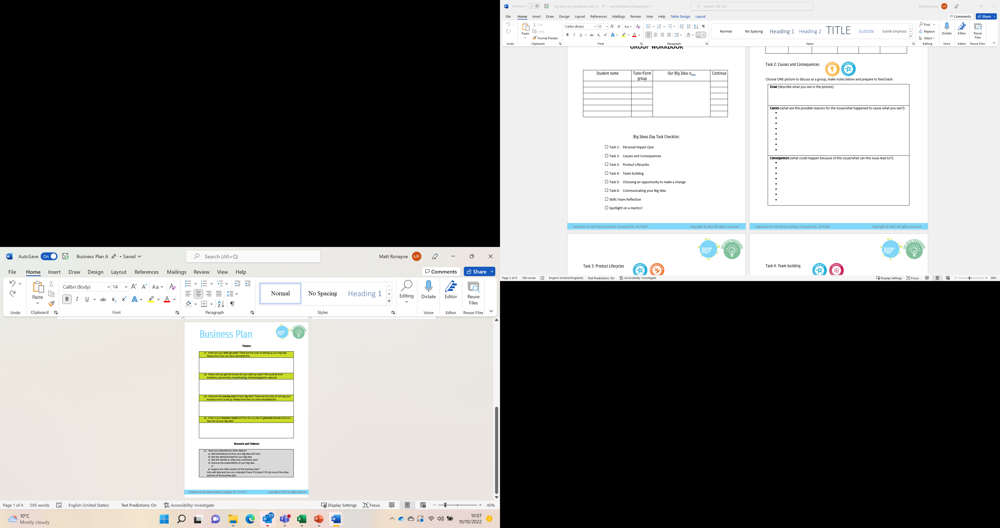 AutoSave On Big Ideas Day Workbook 2022-23 • Last Modified: 28 September Search (Alt+Q) Matt Ronayne MR
File Home Insert Draw Design Layout References Mailings Review View Help Table Design Layout Comments Share
Paste Cut Copy Format Painter Calibri (Body) 12 Normal No Spacing Heading 1 Heading 2 TITLE Subtitle Subtle Emphasis Find Replace Select Dictate Editor Reuse Files
Undo Clipboard Font Paragraph Styles Editing Voice Editor Reuse Files
GROUP WORKBOOK
Student name Tutor/Form group Our Big Idea is..... Continue
Big Ideas Day Task Checklist:
Task 1: Personal Impact Quiz
Task 2: Causes and Consequences
Task 3: Product Lifecycles
Task 4: Team building
Task 5: Choosing an opportunity to make a change
Task 6: Communicating your Big Idea
Skills Team Reflection
Spotlight on a mentor!
Solutions for the Planet Limited, Company No. 4375187. Copyright © 2022 All rights reserved.
Task 2: Causes and Consequences
Choose ONE picture to discuss as a group, make notes below and prepare to feed back:
Issue (describe what you see in the picture):
Causes (what are the possible reasons for the issue/what happened to cause what you see?):
Consequences (what could happen because of this issue/what can this issue lead to?):
Solutions for the Planet Limited, Company No. 4375187. Copyright © 2022 All rights reserved.
Task 3: Product Lifecycles
SOLUTIONS FOR THE PLANET BIG IDEAS PROGRAMME
Task 4: Team building
SOLUTIONS FOR THE PLANET BIG IDEAS PROGRAMME
Page 2 of 8 788 words English (United Kingdom) Text Predictions: On Accessibility: Investigate Display Settings Focus 86%
AutoSave On Business Plan A • Saved Search (Alt+Q) Matt Ronayne MR
File Home Insert Draw Design Layout References Mailings Review View Help Comments Share
Paste Calibri (Body) 14 Normal No Spacing Heading 1 Editing Dictate Editor Reuse Files
Undo Clipboard Font Paragraph Styles Voice Editor Reuse Files
Business Plan
SOLUTIONS FOR THE PLANET BIG IDEAS PROGRAMME
Finance
17. What are your start-up costs? These are the costs of setting up your Big Idea.
Please show how you have calculated this.
18. Where will you get the money for your start-up costs? This could be from
donations, sponsorship, crowd-funding, fundraising/grants, sales etc.
19. What are the running costs of your Big Idea? These are the costs of running your
business once it is set up. Please show how you have calculated this.
20. What is your business model and how do you plan to generate income once you
have set up your Big Idea?
Research and Evidence
21. Have you collected any other data to:
a) demonstrate/prove how your Big Idea will work
b) test the demand/need for your Big Idea
c) test the market or what your customers want
d) improve the sustainability of your Big Idea
or
e) support any other section of the business plan?
Only add data and how you collected it here if it doesn't fit into one of the other
sections of the business plan.
Solutions for the Planet Limited, Company No. 4375187. Copyright © 2022 All rights reserved.
Page 1 of 4 595 words English (United States) Text Predictions: On Accessibility: Investigate Display Settings Focus 40%
10°C
Mostly cloudy
10:07
10/10/2022
3